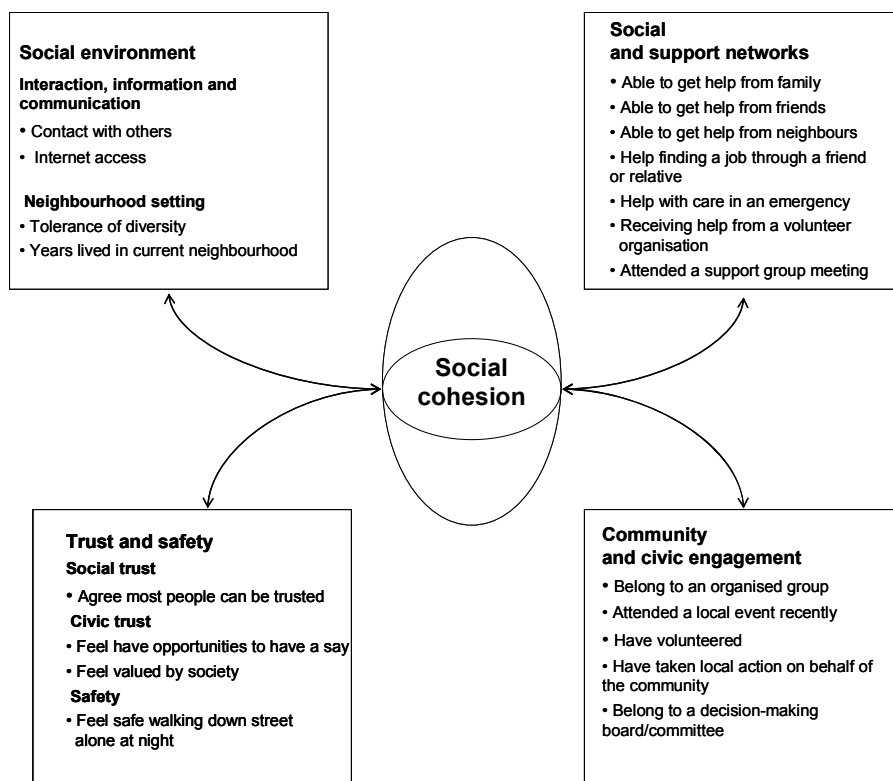 Social environment
Interaction, information and
communication
• Contact with others
• Internet access
Neighbourhood setting
• Tolerance of diversity
• Years lived in current neighbourhood
Social
and support networks
• Able to get help from family
• Able to get help from friends
• Able to get help from neighbours
• Help finding a job through a friend
or relative
• Help with care in an emergency
• Receiving help from a volunteer
organisation
• Attended a support group meeting
Social
cohesion
Trust and safety
Social trust
• Agree most people can be trusted
Civic trust
• Feel have opportunities to have a say
• Feel valued by society
Safety
• Feel safe walking down street
alone at night
Community
and civic engagement
• Belong to an organised group
• Attended a local event recently
• Have volunteered
• Have taken local action on behalf of
the community
• Belong to a decision-making
board/committee